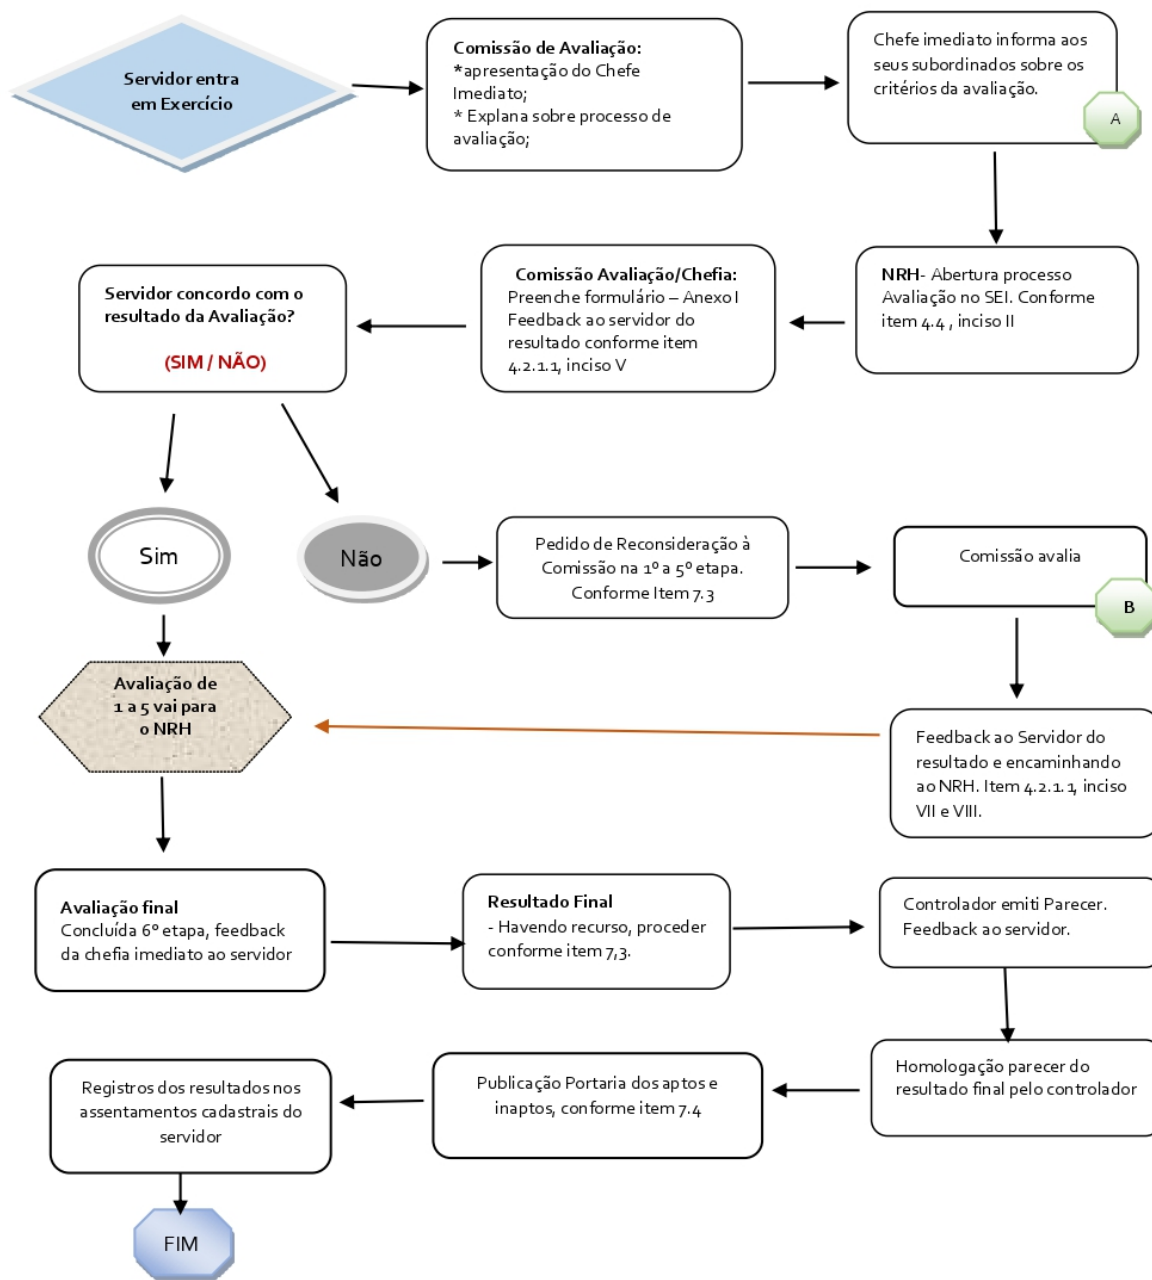 Servidor entra
em Exercício
Comissão de Avaliação:
*apresentação do Chefe
Imediato;
* Explana sobre processo de
avaliação;
Chefe imediato informa aos
seus subordinados sobre os
critérios da avaliação.
A
NRH- Abertura processo
Avaliação no SEI. Conforme
item 4.4 , inciso II
Comissão Avaliação/Chefia:
Preenche formulário – Anexo I
Feedback ao servidor do
resultado conforme item
4.2.1.1, inciso V
Servidor concordo com o
resultado da Avaliação?
(SIM / NÃO)
Sim
Não
Pedido de Reconsideração à
Comissão na 1º a 5º etapa.
Conforme Item 7.3
Comissão avalia
B
Avaliação de
1 a 5 vai para
o NRH
Feedback ao Servidor do
resultado e encaminhando
ao NRH. Item 4.2.1.1, inciso
VII e VIII.
Avaliação final
Concluída 6º etapa, feedback
da chefia imediato ao servidor
Resultado Final
- Havendo recurso, proceder
conforme item 7,3.
Controlador emiti Parecer.
Feedback ao servidor.
Homologação parecer do
resultado final pelo controlador
Publicação Portaria dos aptos e
inaptos, conforme item 7.4
Registros dos resultados nos
assentamentos cadastrais do
servidor
FIM